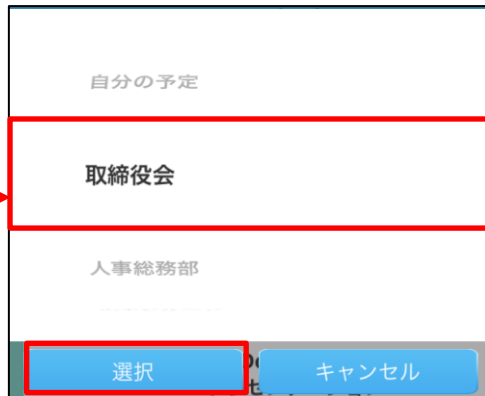 自分の予定
取締役会
人事総務部
選択
キャンセル